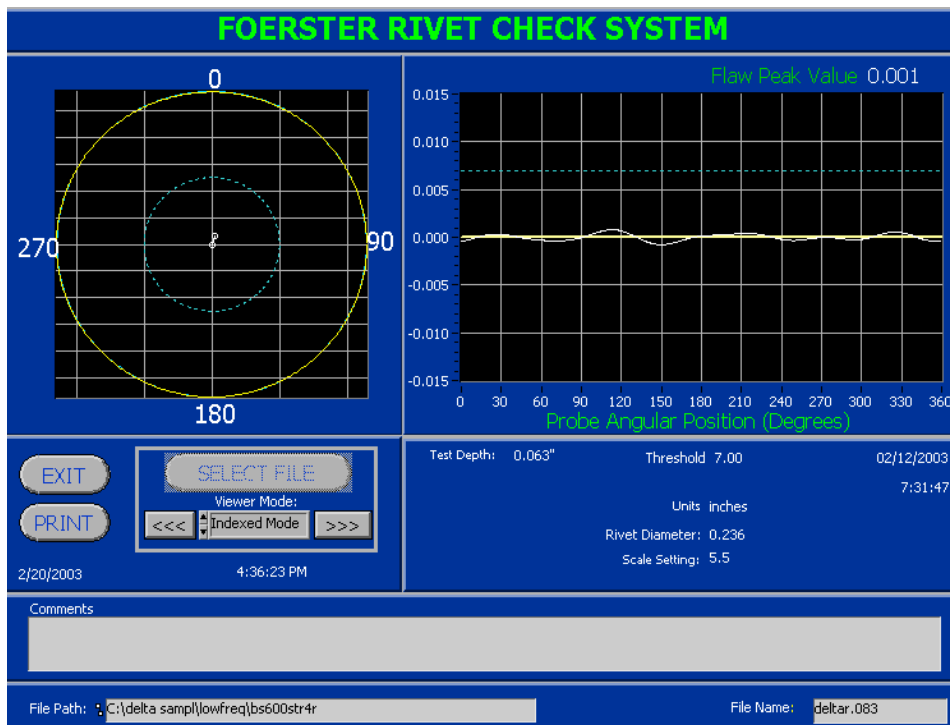 FOERSTER RIVET CHECK SYSTEM
0
270
90
180
Flaw Peak Value 0.001
0.015
0.010
0.005
0.000
-0.005
-0.010
-0.015
0 30 60 90 120 150 180 210 240 270 300 330 360
Probe Angular Position (Degrees)
EXIT
PRINT
SELECT FILE
Viewer Mode:
<<< Indexed Mode >>>
2/20/2003 4:36:23 PM
Test Depth: 0.063" Threshold 7.00 02/12/2003
7:31:47
Units inches
Rivet Diameter: 0.236
Scale Setting: 5.5
Comments
File Path: C:\delta sampl\lowfreq\bs600str4r File Name: deltar.083